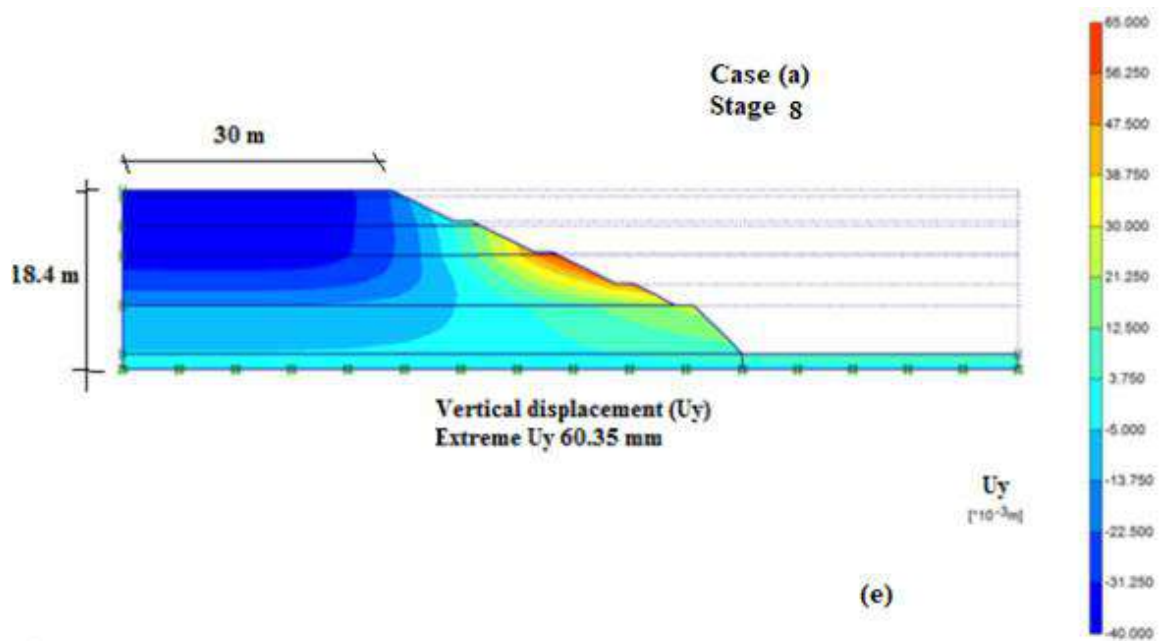 Case (a)
Stage 8
30 m
18.4 m
Vertical displacement (Uy)
Extreme Uy 60.35 mm
65.000
56.250
47.500
38.750
30.000
21.250
12.500
3.750
-5.000
-13.750
-22.500
-31.250
-40.000
Uy
[*10^-3m]
(e)